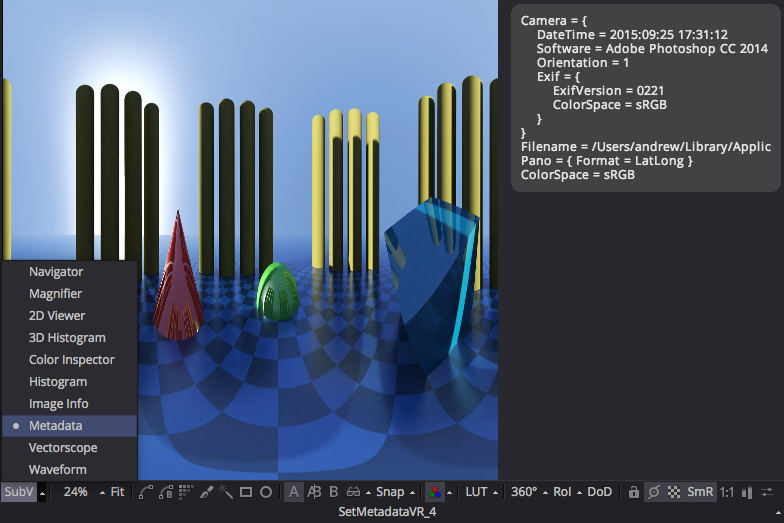 Camera = {
DateTime = 2015:09:25 17:31:12
Software = Adobe Photoshop CC 2014
Orientation = 1
Exif = {
ExifVersion = 0221
ColorSpace = sRGB
}
}
Filename = /Users/andrew/Library/Applic
Pano = { Format = LatLong }
ColorSpace = sRGB
Navigator
Magnifier
2D Viewer
3D Histogram
Color Inspector
Histogram
Image Info
Metadata
Vectorscope
Waveform
SubV 24% Fit B A A|B B Snap LUT 360° RoI DoD SmR 1:1
SetMetadataVR_4